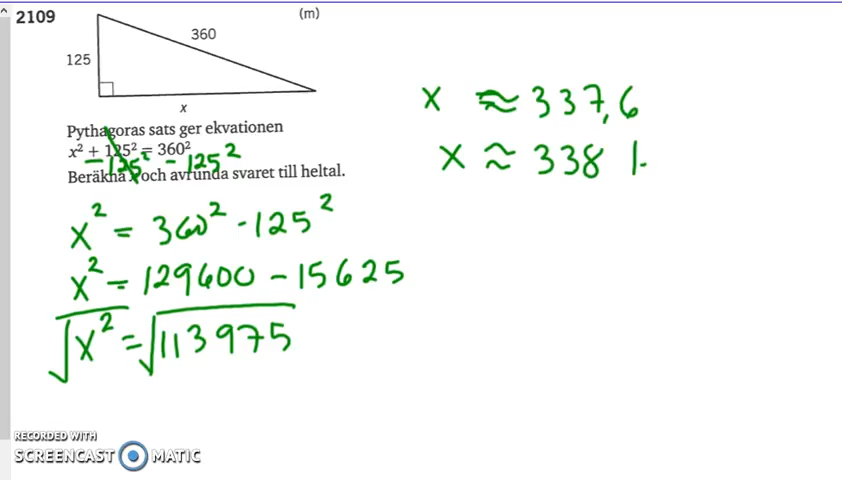 2109
(m)
360
125
x
Pythagoras sats ger ekvationen
x² + 125² = 360²
-125² -125²
Beräkna x och avrunda svaret till heltal.
x² = 360² - 125²
x² = 129600 - 15625
√x² = √113975
x ≈ 337,6
x ≈ 338
RECORDED WITH
SCREENCAST MATIC